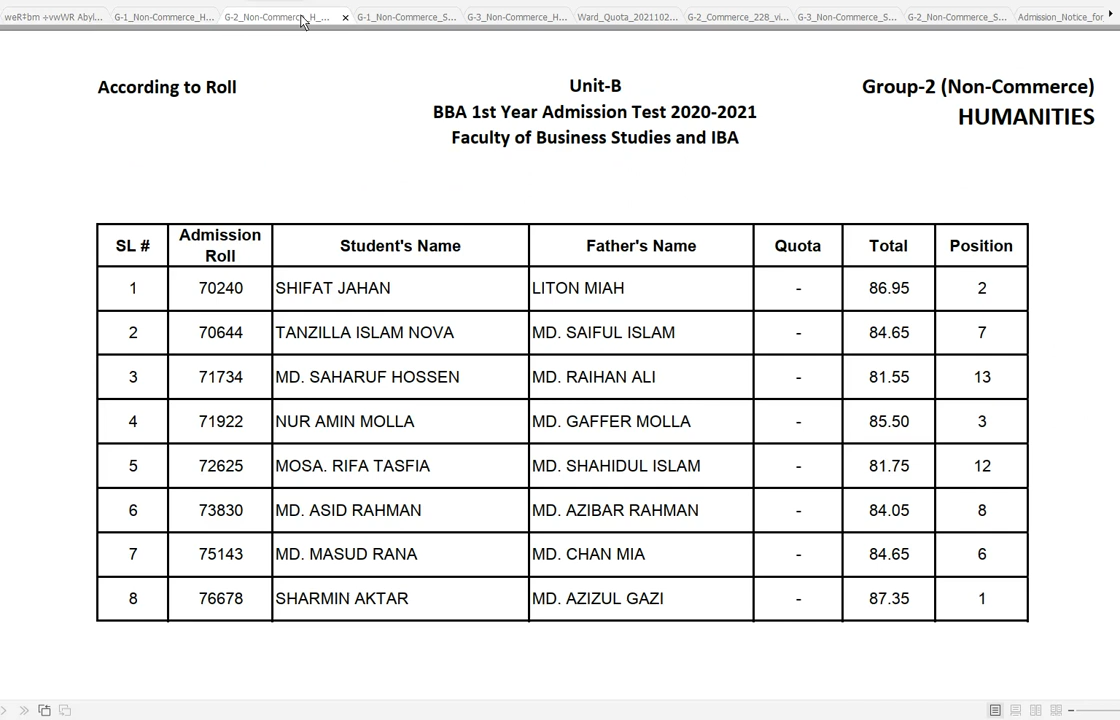 weR‡bm ÷vwWR Abyl... G-1_Non-Commerce_H... G-2_Non-Commerce_H_... × G-1_Non-Commerce_S... G-3_Non-Commerce_H... Ward_Quota_2021102... G-2_Commerce_228_vi... G-3_Non-Commerce_S... G-2_Non-Commerce_S... Admission_Notice_for
According to Roll
Unit-B
Group-2 (Non-Commerce)
BBA 1st Year Admission Test 2020-2021
HUMANITIES
Faculty of Business Studies and IBA
SL # Admission Roll Student's Name Father's Name Quota Total Position
1 70240 SHIFAT JAHAN LITON MIAH - 86.95 2
2 70644 TANZILLA ISLAM NOVA MD. SAIFUL ISLAM - 84.65 7
3 71734 MD. SAHARUF HOSSEN MD. RAIHAN ALI - 81.55 13
4 71922 NUR AMIN MOLLA MD. GAFFER MOLLA - 85.50 3
5 72625 MOSA. RIFA TASFIA MD. SHAHIDUL ISLAM - 81.75 12
6 73830 MD. ASID RAHMAN MD. AZIBAR RAHMAN - 84.05 8
7 75143 MD. MASUD RANA MD. CHAN MIA - 84.65 6
8 76678 SHARMIN AKTAR MD. AZIZUL GAZI - 87.35 1